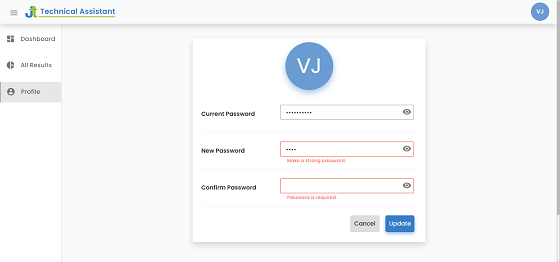 Jt Technical Assistant
VJ
Dashboard
All Results
Profile
VJ
Current Password
••••••••••
New Password
••••
Make a strong password.
Confirm Password
Password is required.
Cancel
Update